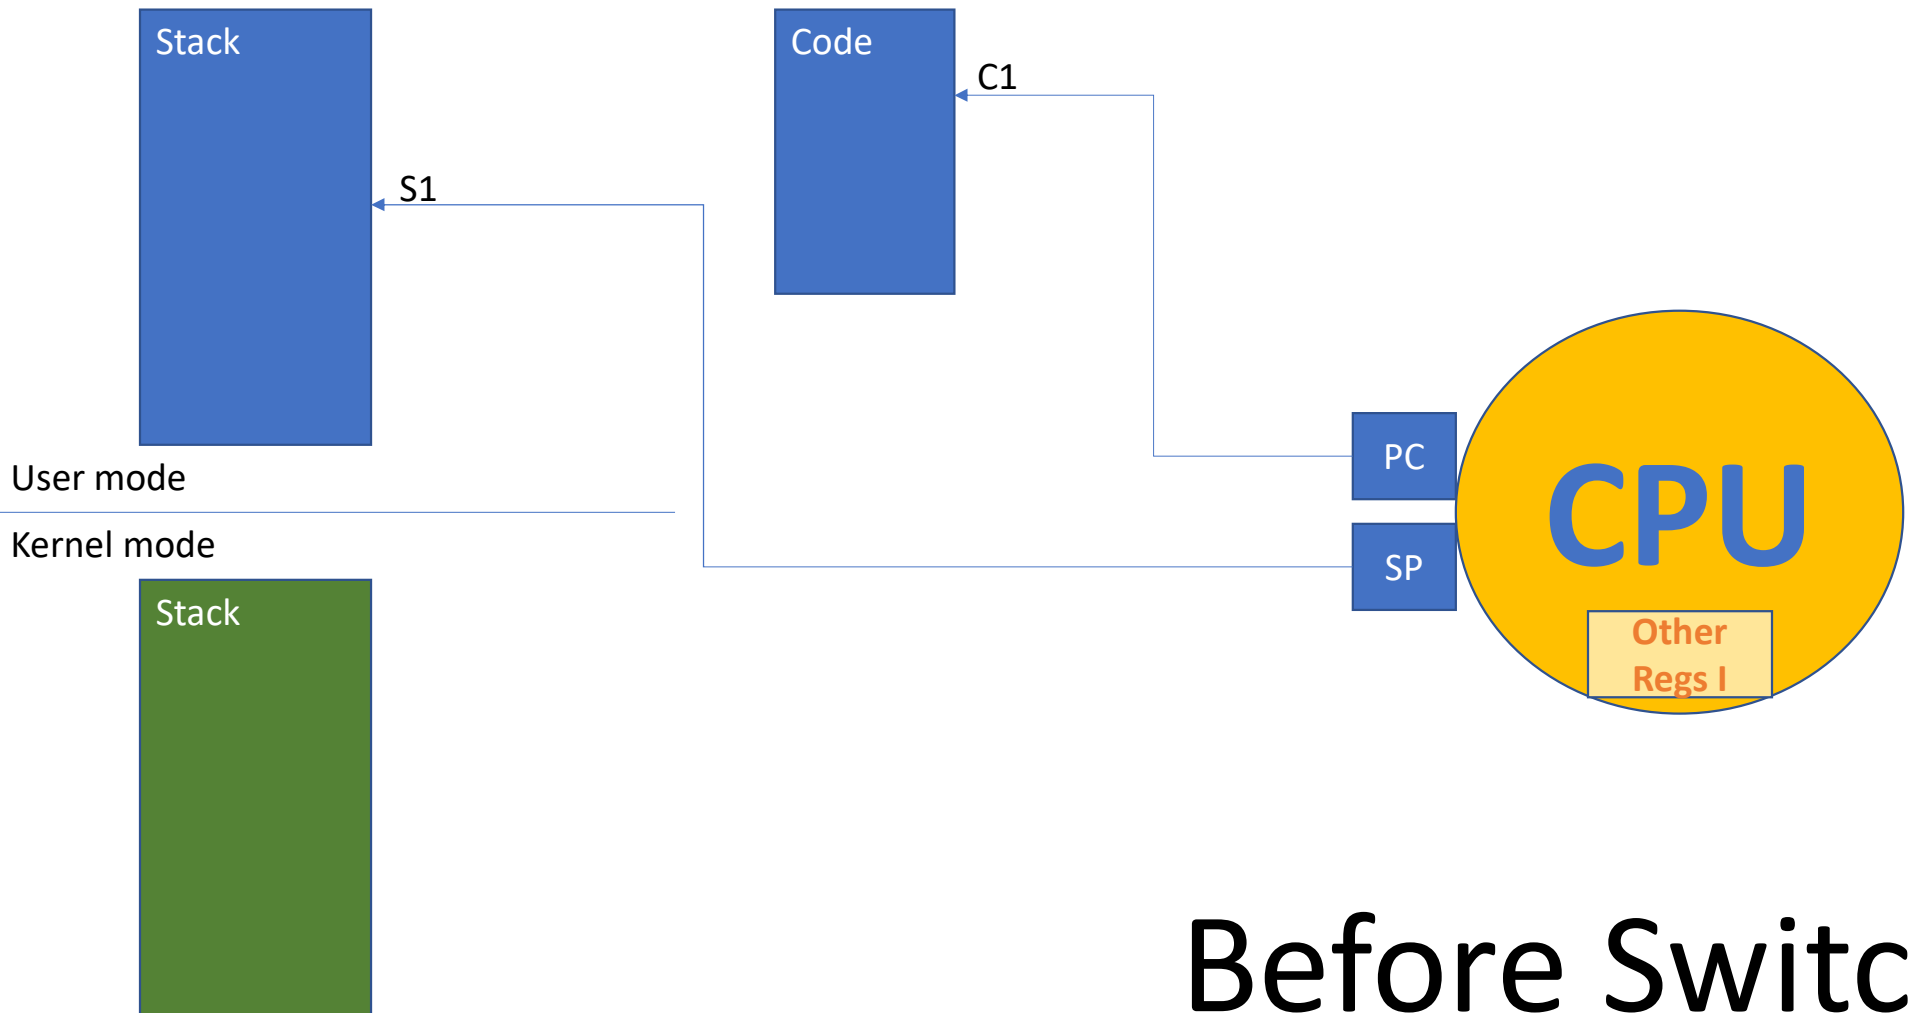 Stack
Code
C1
S1
User mode
Kernel mode
Stack
PC
SP
CPU
Other
Regs I
Before Switc